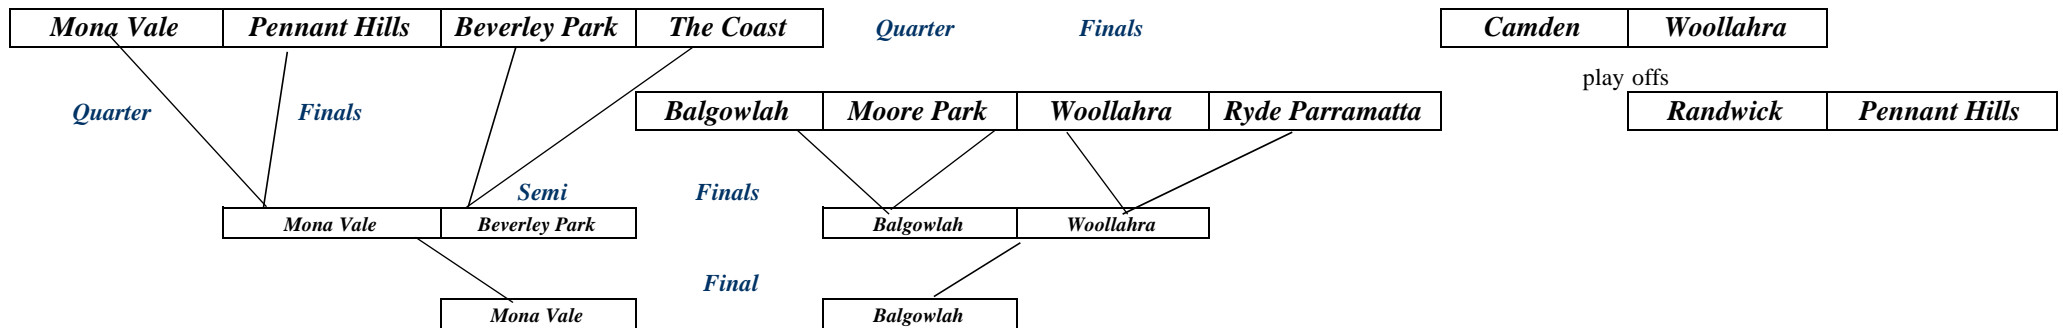 Mona Vale Pennant Hills Beverley Park The Coast Quarter Finals Camden Woollahra
play offs
Quarter Finals Balgowlah Moore Park Woollahra Ryde Parramatta Randwick Pennant Hills
Semi Finals
Mona Vale Beverley Park Balgowlah Woollahra
Final
Mona Vale Balgowlah